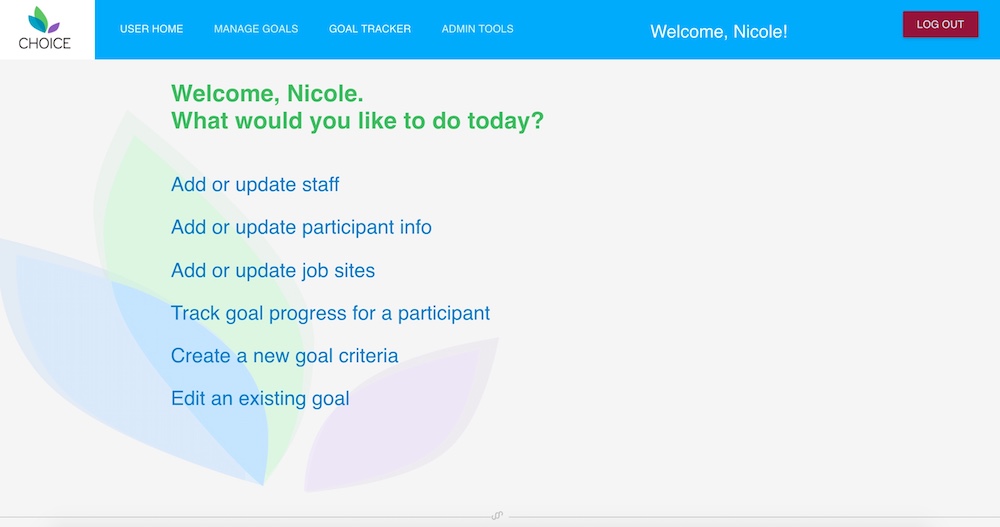 CHOICE
USER HOME
MANAGE GOALS
GOAL TRACKER
ADMIN TOOLS
Welcome, Nicole!
LOG OUT
Welcome, Nicole.
What would you like to do today?
Add or update staff
Add or update participant info
Add or update job sites
Track goal progress for a participant
Create a new goal criteria
Edit an existing goal